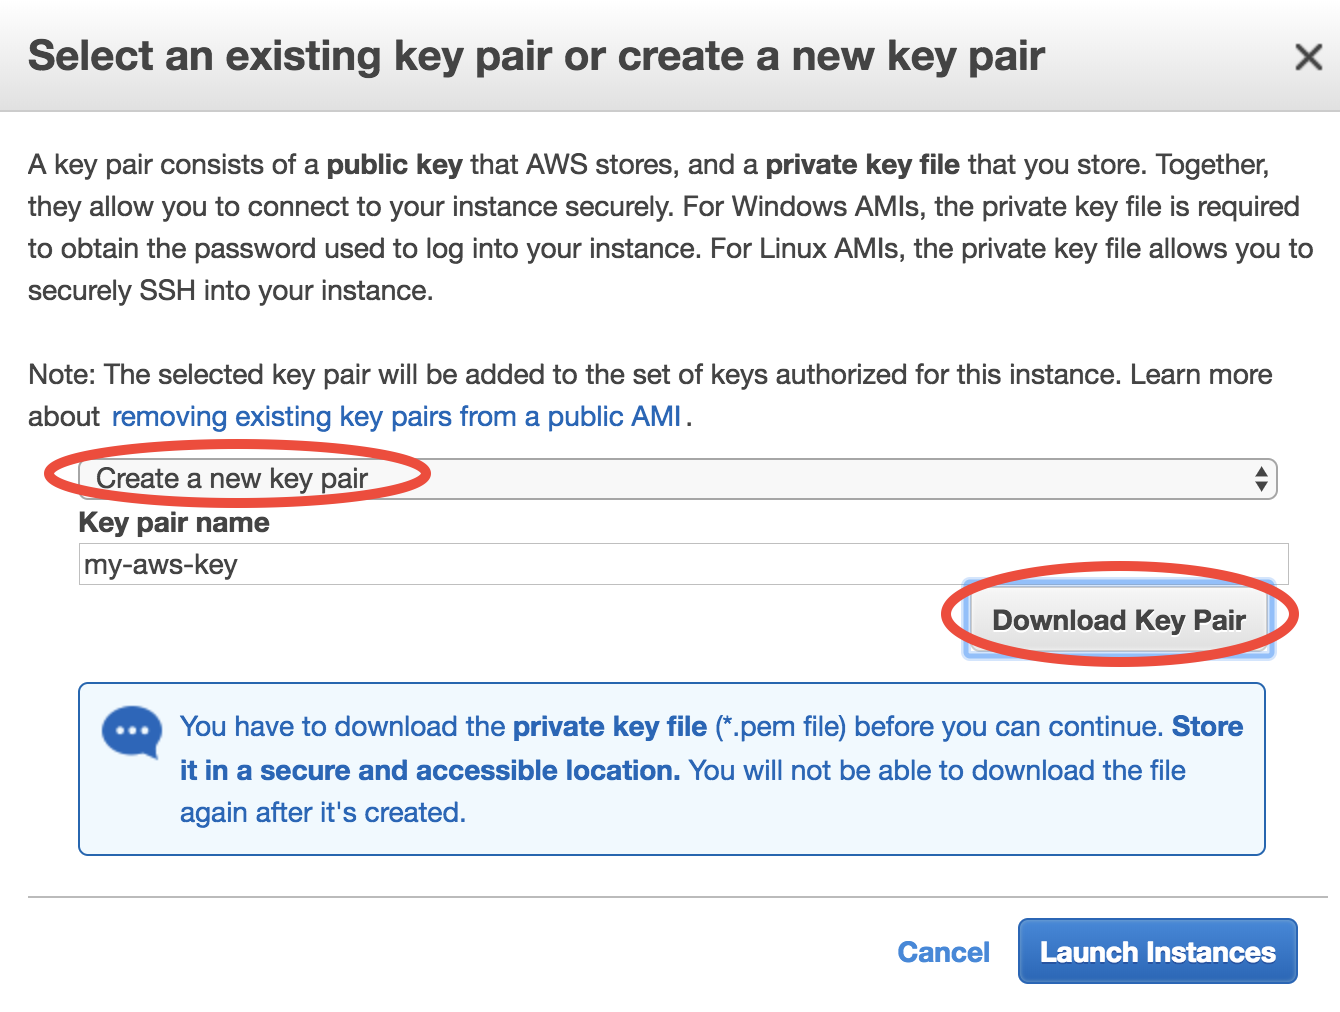 Select an existing key pair or create a new key pair
A key pair consists of a public key that AWS stores, and a private key file that you store. Together,
they allow you to connect to your instance securely. For Windows AMIs, the private key file is required
to obtain the password used to log into your instance. For Linux AMIs, the private key file allows you to
securely SSH into your instance.
Note: The selected key pair will be added to the set of keys authorized for this instance. Learn more
about removing existing key pairs from a public AMI.
Create a new key pair
Key pair name
my-aws-key
Download Key Pair
You have to download the private key file (*.pem file) before you can continue. Store
it in a secure and accessible location. You will not be able to download the file
again after it's created.
Cancel Launch Instances